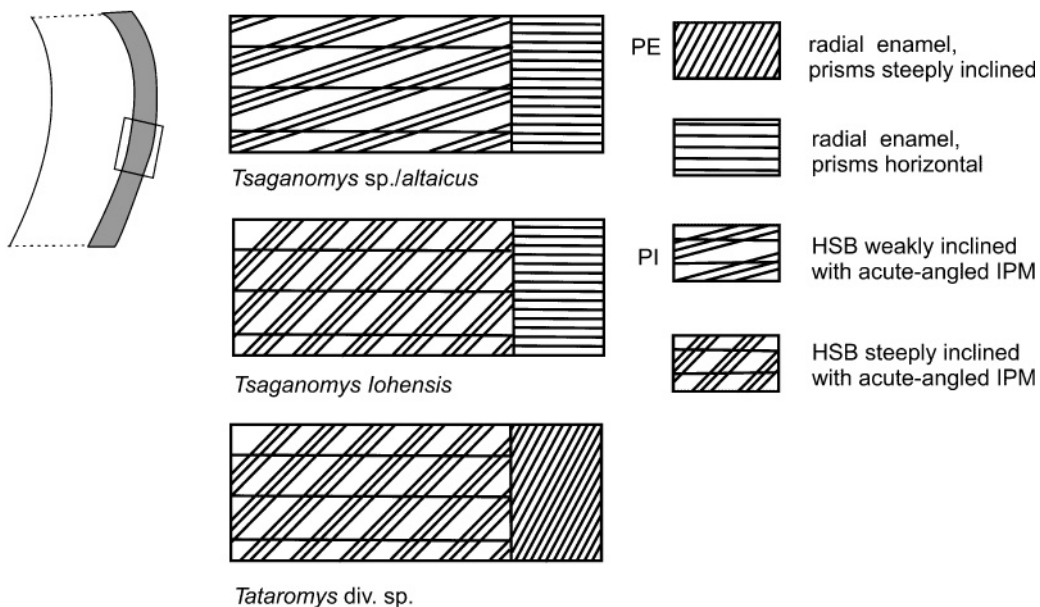 Tsaganomys sp./altaicus
Tsaganomys lohensis
Tataromys div. sp.
PE
radial enamel,
prisms steeply inclined
radial enamel,
prisms horizontal
PI
HSB weakly inclined
with acute-angled IPM
HSB steeply inclined
with acute-angled IPM